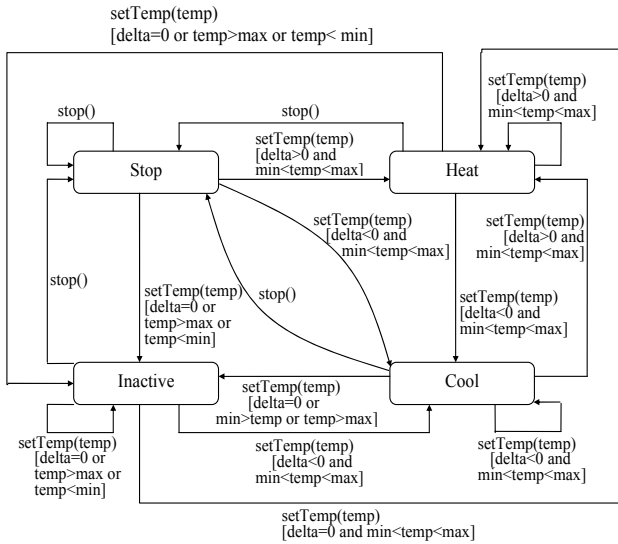 setTemp(temp)
[delta=0 or temp>max or temp< min]
setTemp(temp)
[delta>0 and
min<temp<max]
stop()
stop()
setTemp(temp)
[delta>0 and
min<temp<max]
Stop
Heat
setTemp(temp)
[delta<0 and
min<temp<max]
setTemp(temp)
[delta>0 and
min<temp<max]
stop()
stop()
setTemp(temp)
[delta=0 or
temp>max or
temp<min]
setTemp(temp)
[delta<0 and
min<temp<max]
Inactive
Cool
setTemp(temp)
[delta=0 or
min>temp or temp>max]
setTemp(temp)
[delta=0 or
temp>max or
temp<min]
setTemp(temp)
[delta<0 and
min<temp<max]
setTemp(temp)
[delta<0 and
min<temp<max]
setTemp(temp)
[delta=0 and min<temp<max]